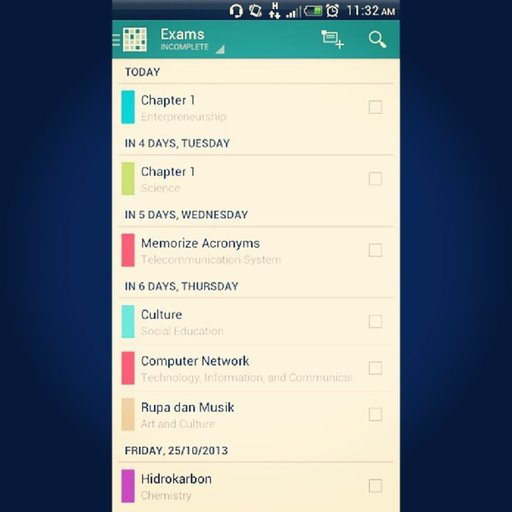 H
11:32 AM
Exams
INCOMPLETE
TODAY
Chapter 1
Enterpreneurship
IN 4 DAYS, TUESDAY
Chapter 1
Science
IN 5 DAYS, WEDNESDAY
Memorize Acronyms
Telecommunication System
IN 6 DAYS, THURSDAY
Culture
Social Education
Computer Network
Technology, Information, and Communicat
Rupa dan Musik
Art and Culture
FRIDAY, 25/10/2013
Hidrokarbon
Chemistry